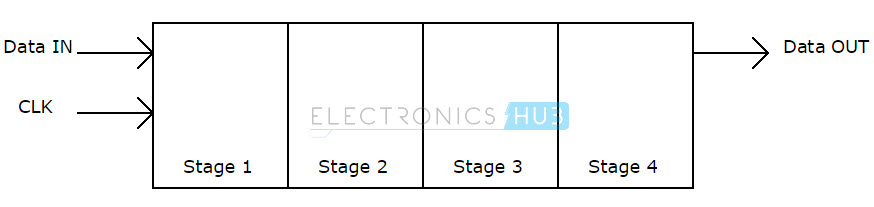 Data IN
Data OUT
CLK
ELECTRONICS HUB
Stage 1 Stage 2 Stage 3 Stage 4